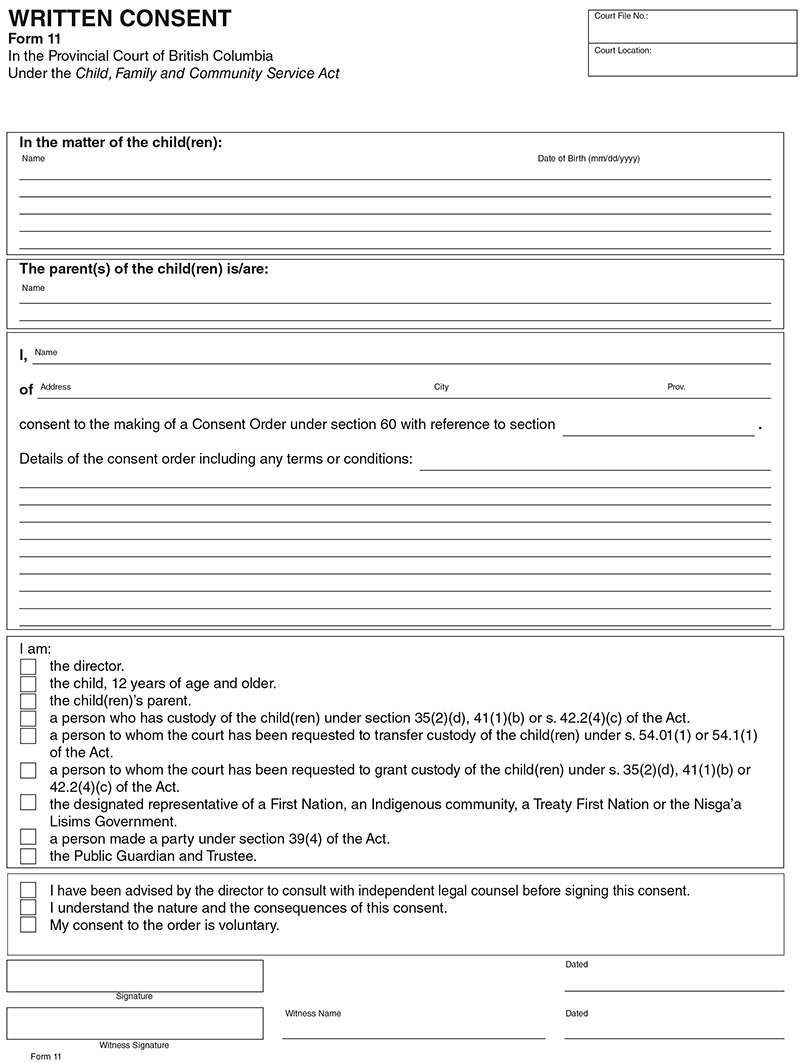 WRITTEN CONSENT
Form 11
In the Provincial Court of British Columbia
Under the Child, Family and Community Service Act
Court File No.:
Court Location:
In the matter of the child(ren):
Name Date of Birth (mm/dd/yyyy)
The parent(s) of the child(ren) is/are:
Name
I, Name
of Address City Prov.
consent to the making of a Consent Order under section 60 with reference to section .
Details of the consent order including any terms or conditions:
I am:
the director.
the child, 12 years of age and older.
the child(ren)'s parent.
a person who has custody of the child(ren) under section 35(2)(d), 41(1)(b) or s. 42.2(4)(c) of the Act.
a person to whom the court has been requested to transfer custody of the child(ren) under s. 54.01(1) or 54.1(1)
of the Act.
a person to whom the court has been requested to grant custody of the child(ren) under s. 35(2)(d), 41(1)(b) or
42.2(4)(c) of the Act.
the designated representative of a First Nation, an Indigenous community, a Treaty First Nation or the Nisga'a
Lisims Government.
a person made a party under section 39(4) of the Act.
the Public Guardian and Trustee.
I have been advised by the director to consult with independent legal counsel before signing this consent.
I understand the nature and the consequences of this consent.
My consent to the order is voluntary.
Dated
Signature
Witness Name Dated
Witness Signature
Form 11